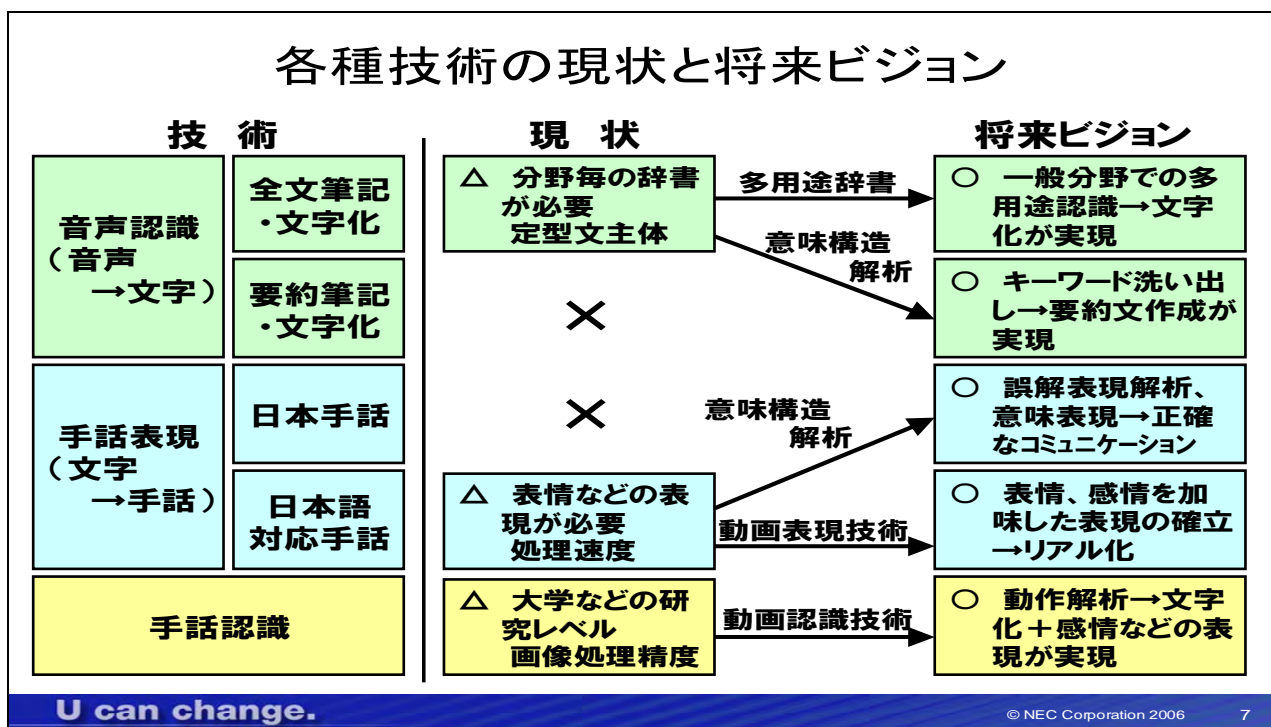 各種技術の現状と将来ビジョン
技 術
現 状
将来ビジョン
音声認識
(音声
→文字)
全文筆記
・文字化
要約筆記
・文字化
△ 分野毎の辞書
が必要
定型文主体
×
多用途辞書
意味構造
解析
○ 一般分野での多
用途認識→文字
化が実現
○ キーワード洗い出
し→要約文作成が
実現
手話表現
(文字
→手話)
日本手話
日本語
対応手話
×
△ 表情などの表
現が必要
処理速度
意味構造
解析
動画表現技術
○ 誤解表現解析、
意味表現→正確
なコミュニケーション
○ 表情、感情を加
味した表現の確立
→リアル化
手話認識
△ 大学などの研
究レベル
画像処理精度
動画認識技術
○ 動作解析→文字
化+感情などの表
現が実現
U can change.
© NEC Corporation 2006
7